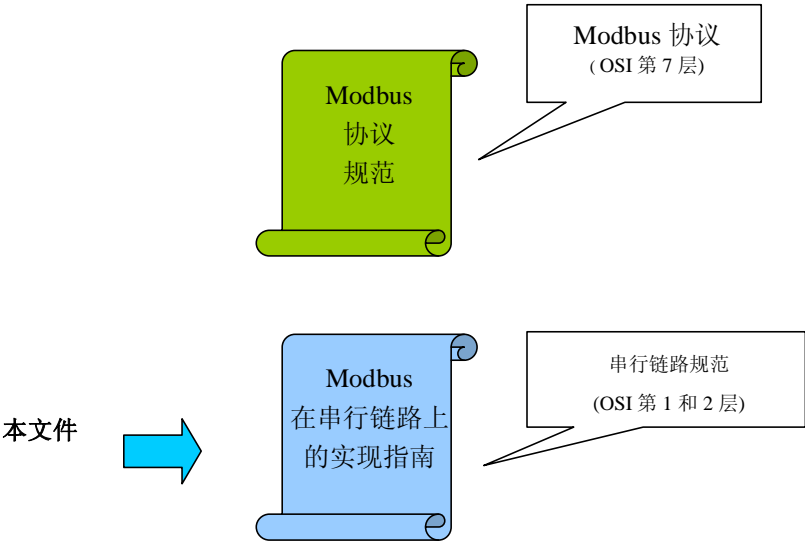 Modbus
协议
规范
Modbus 协议
( OSI 第 7 层)
本文件
Modbus
在串行链路上
的实现指南
串行链路规范
(OSI 第 1 和 2 层)